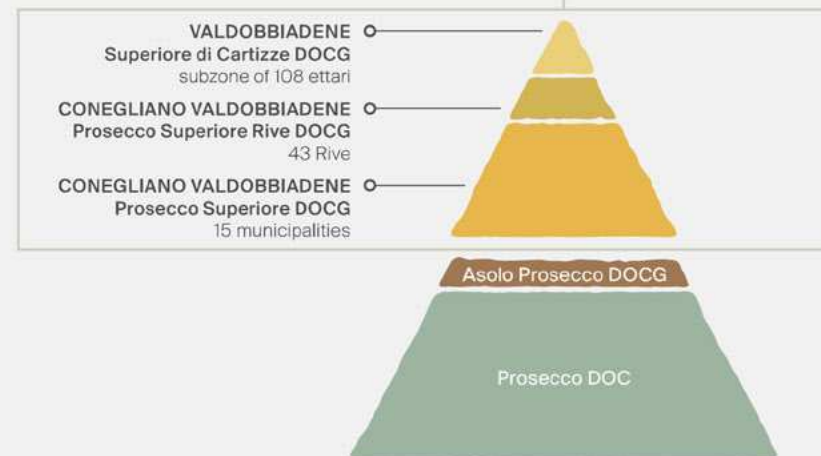 VALDOBBIADENE
Superiore di Cartizze DOCG
subzone of 108 ettari
CONEGLIANO VALDOBBIADENE
Prosecco Superiore Rive DOCG
43 Rive
CONEGLIANO VALDOBBIADENE
Prosecco Superiore DOCG
15 municipalities
Asolo Prosecco DOCG
Prosecco DOC